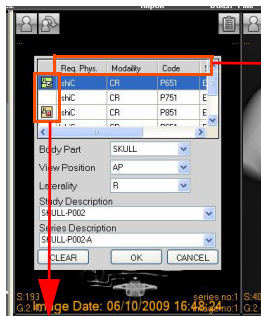 Req. Phys. Modality Code
shiC CR P651 E
shiC CR P751 E
CR P851 E
Body Part SKULL
View Position AP
Laterality R
Study Description
SKULL-P002
Series Description
SKULL-P002-A
CLEAR OK CANCEL
S:193 series no:1 S:40
Image Date: 06/10/2009 16:48:24